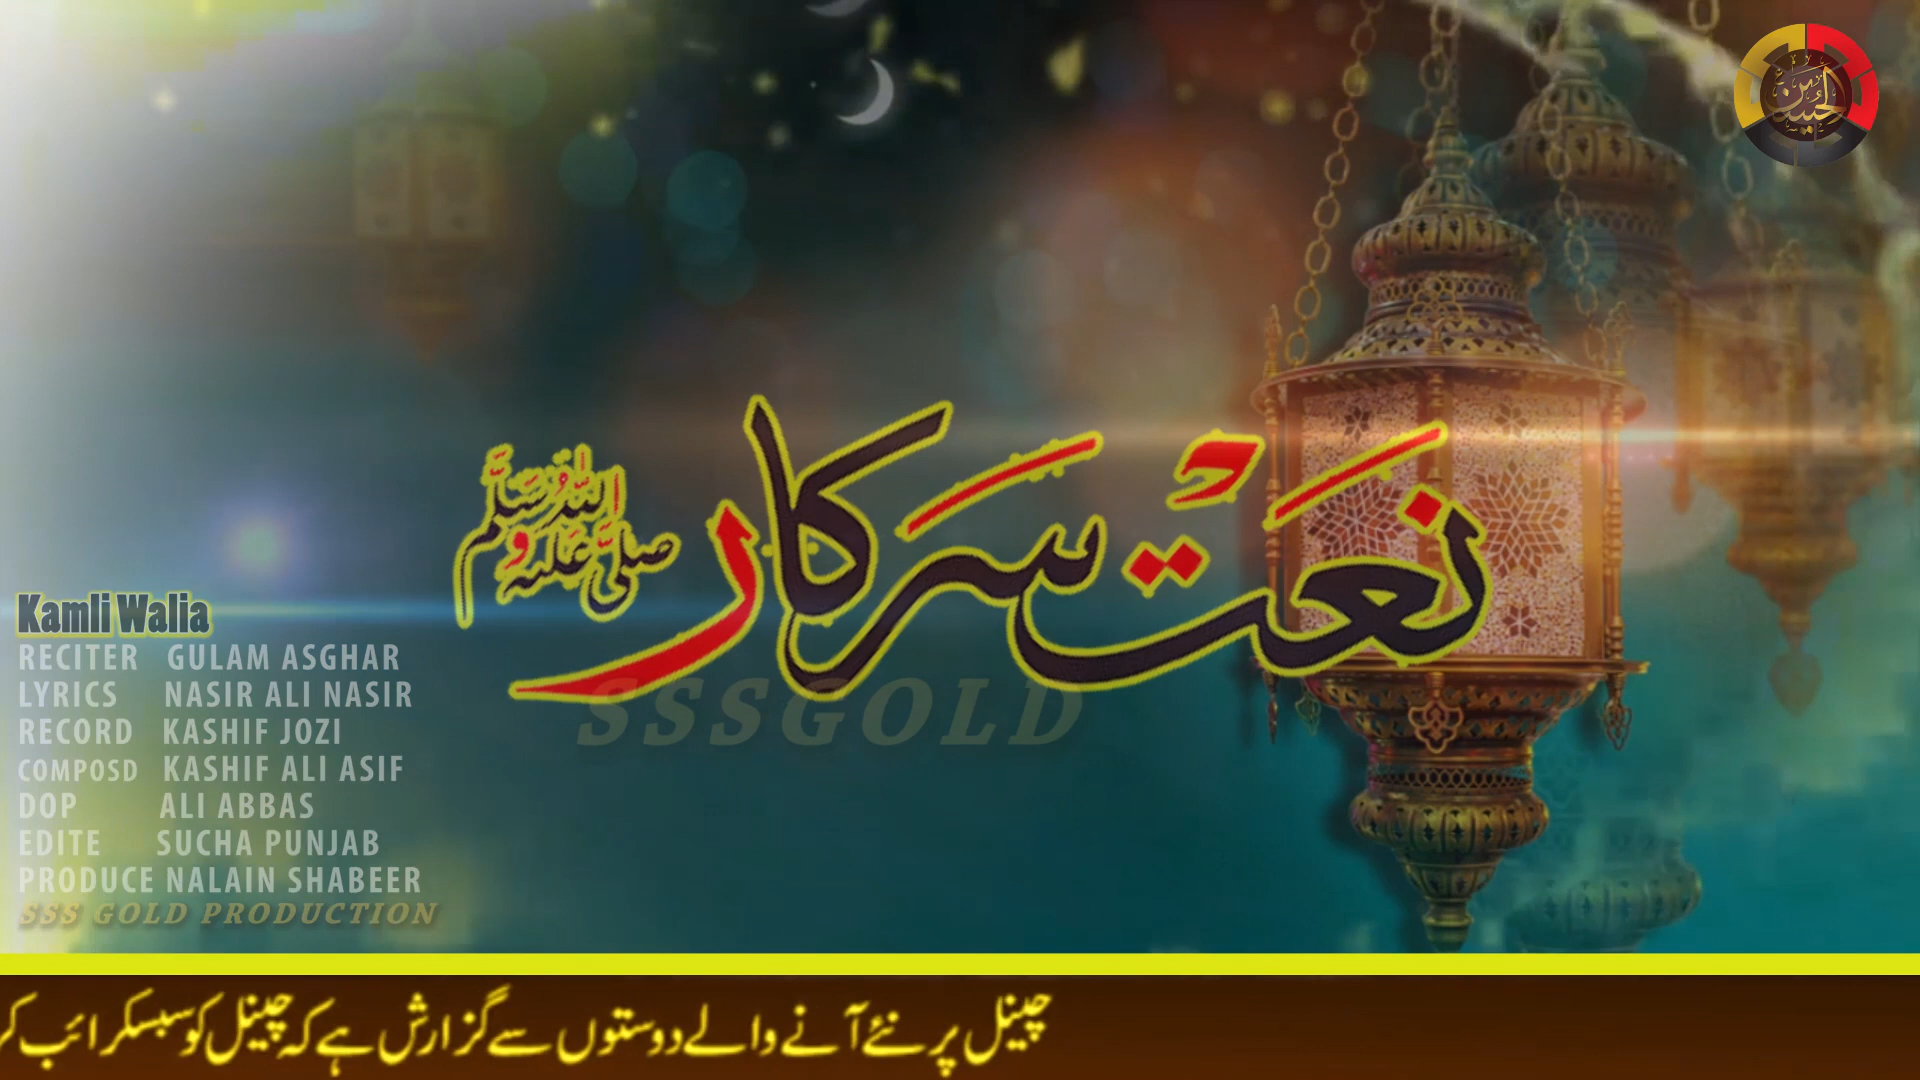 الحسین
نعت سرکار صلی اللہ علیہ وسلم
SSSGOLD
Kamli Walia
RECITER GULAM ASGHAR
LYRICS NASIR ALI NASIR
RECORD KASHIF JOZI
COMPOSD KASHIF ALI ASIF
DOP ALI ABBAS
EDITE SUCHA PUNJAB
PRODUCE NALAIN SHABEER
SSS GOLD PRODUCTION
چینل پر نئے آنے والے دوستوں سے گزارش ہے کہ چینل کو سبسکرائب کر